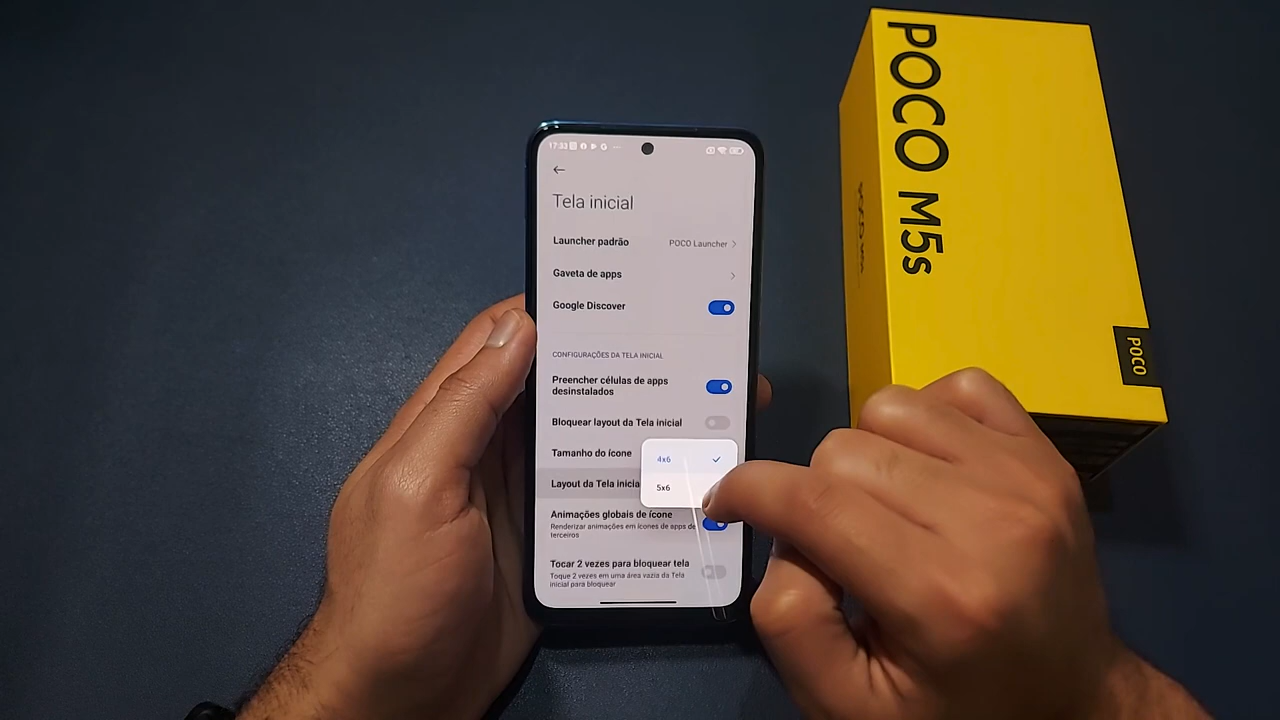 17:33
Tela inicial
Launcher padrão
POCO Launcher
Gaveta de apps
Google Discover
CONFIGURAÇÕES DA TELA INICIAL
Preencher células de apps
desinstalados
Bloquear layout da Tela inicial
Tamanho do ícone
4x6
Layout da Tela inicia
5x6
Animações globais de ícone
Renderizar animações em ícones de apps de
terceiros
Tocar 2 vezes para bloquear tela
Toque 2 vezes em uma área vazia da Tela
inicial para bloquear
POCO M5s
POCO